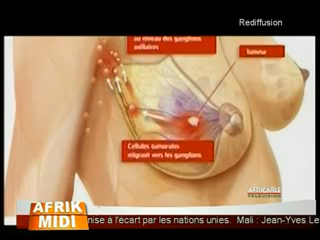 Rediffusion
au niveau des ganglions
axillaires
Tumeur
Cellules tumorales
migrant vers les ganglions
AFRICABLE
TÉLÉVISION
AFRIK
MIDI
mise à l'écart par les nations unies. Mali : Jean-Yves Le